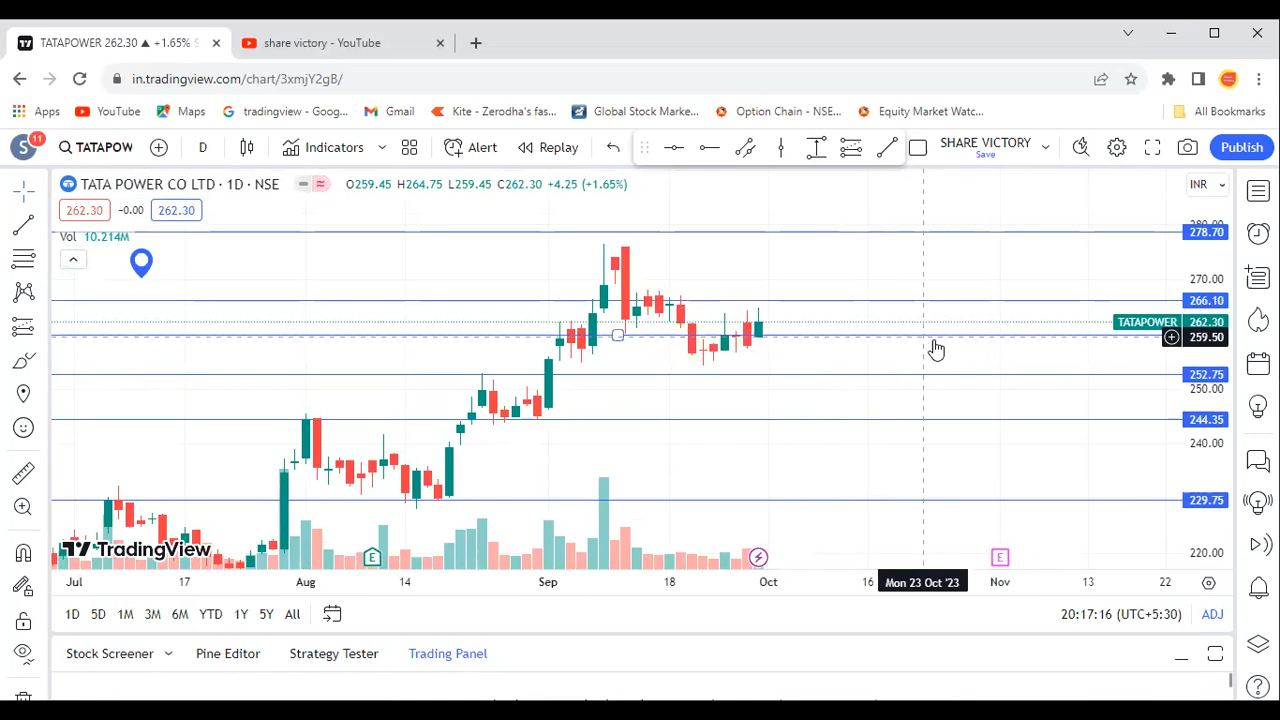 TATAPOWER 262.30 ▲ +1.65% S
share victory - YouTube
in.tradingview.com/chart/3xmjY2gB/
Apps YouTube Maps tradingview - Goog... Gmail Kite - Zerodha's fas... Global Stock Marke... Option Chain - NSE... Equity Market Watc... All Bookmarks
S 11 TATAPOW D Indicators Alert Replay SHARE VICTORY Save Publish
TATA POWER CO LTD · 1D · NSE O259.45 H264.75 L259.45 C262.30 +4.25 (+1.65%) INR
262.30 −0.00 262.30
280.00
278.70
Vol 10.214M
270.00
266.10
TATAPOWER 262.30
259.50
252.75
250.00
244.35
240.00
229.75
TradingView
220.00
E E
Jul 17 Aug 14 Sep 18 Oct 16 Mon 23 Oct '23 Nov 13 22
1D 5D 1M 3M 6M YTD 1Y 5Y All 20:17:16 (UTC+5:30) ADJ
Stock Screener Pine Editor Strategy Tester Trading Panel